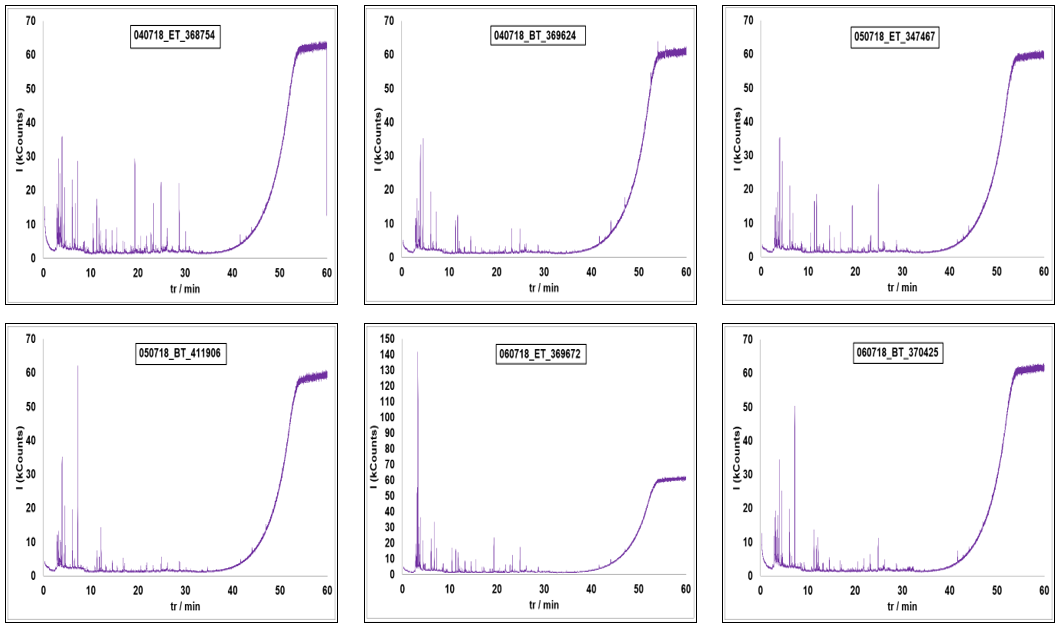 040718_ET_368754
I (kCounts)
70
60
50
40
30
20
10
0
0 10 20 30 40 50 60
tr / min
040718_BT_369624
I (kCounts)
70
60
50
40
30
20
10
0
0 10 20 30 40 50 60
tr / min
050718_ET_347467
I (kCounts)
70
60
50
40
30
20
10
0
0 10 20 30 40 50 60
tr / min
050718_BT_411906
I (kCounts)
70
60
50
40
30
20
10
0
0 10 20 30 40 50 60
tr / min
060718_ET_369672
I (kCounts)
150
140
130
120
110
100
90
80
70
60
50
40
30
20
10
0
0 10 20 30 40 50 60
tr / min
060718_BT_370425
I (kCounts)
70
60
50
40
30
20
10
0
0 10 20 30 40 50 60
tr / min